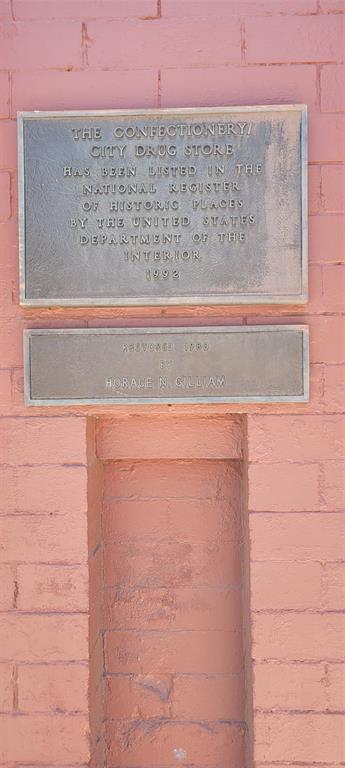 THE CONFECTIONERY/
CITY DRUG STORE
HAS BEEN LISTED IN THE
NATIONAL REGISTER
OF HISTORIC PLACES
BY THE UNITED STATES
DEPARTMENT OF THE
INTERIOR
1992
BY
HORACE N. GILLIAM